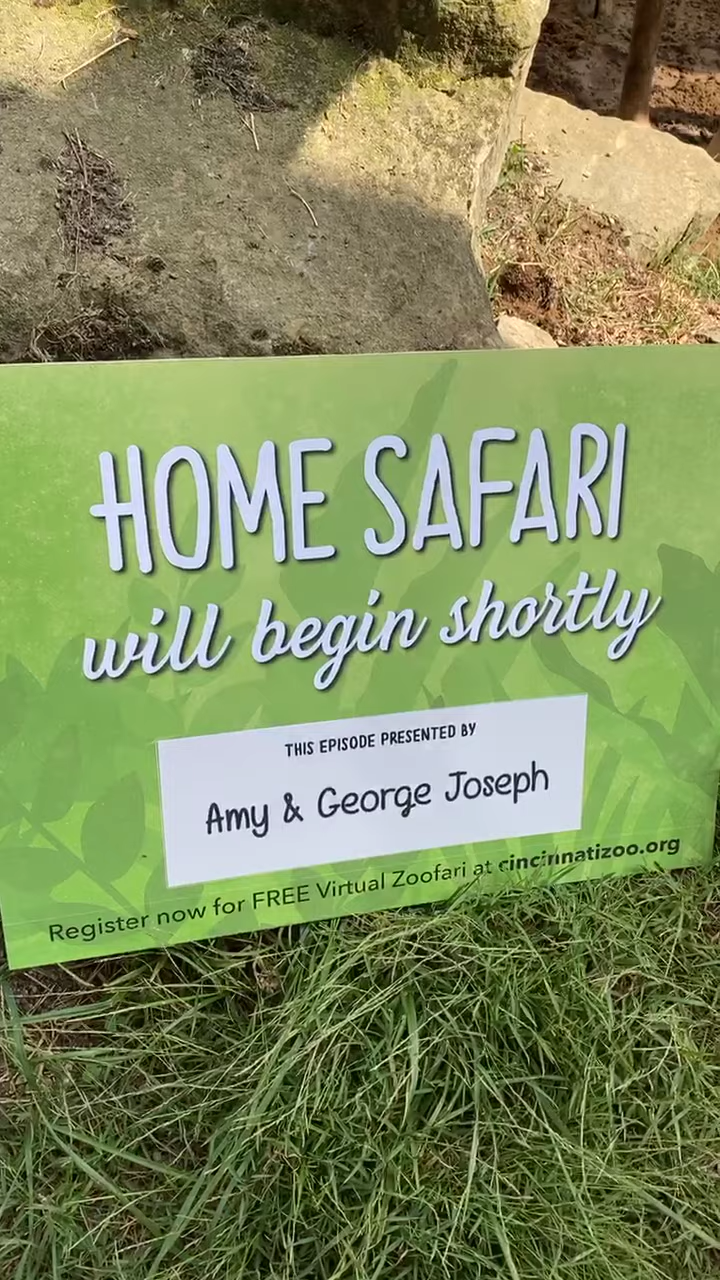 HOME SAFARI
will begin shortly
THIS EPISODE PRESENTED BY
Amy & George Joseph
Register now for FREE Virtual Zoofari at cincinnatizoo.org